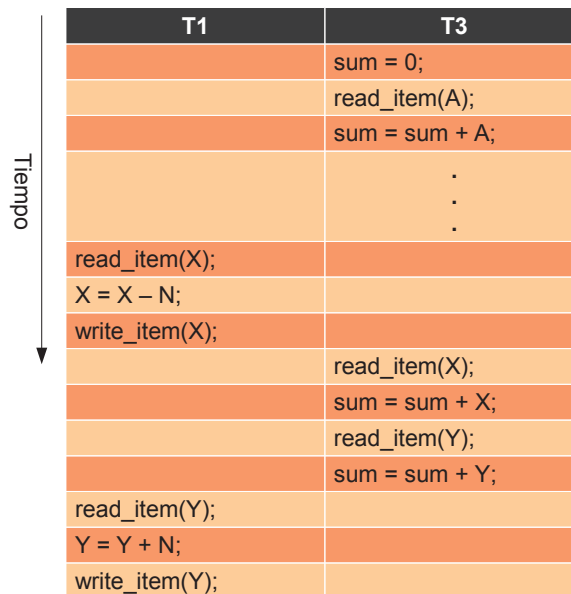 Tiempo
T1 T3
sum = 0;
read_item(A);
sum = sum + A;
.
.
.
read_item(X);
X = X – N;
write_item(X);
read_item(X);
sum = sum + X;
read_item(Y);
sum = sum + Y;
read_item(Y);
Y = Y + N;
write_item(Y);